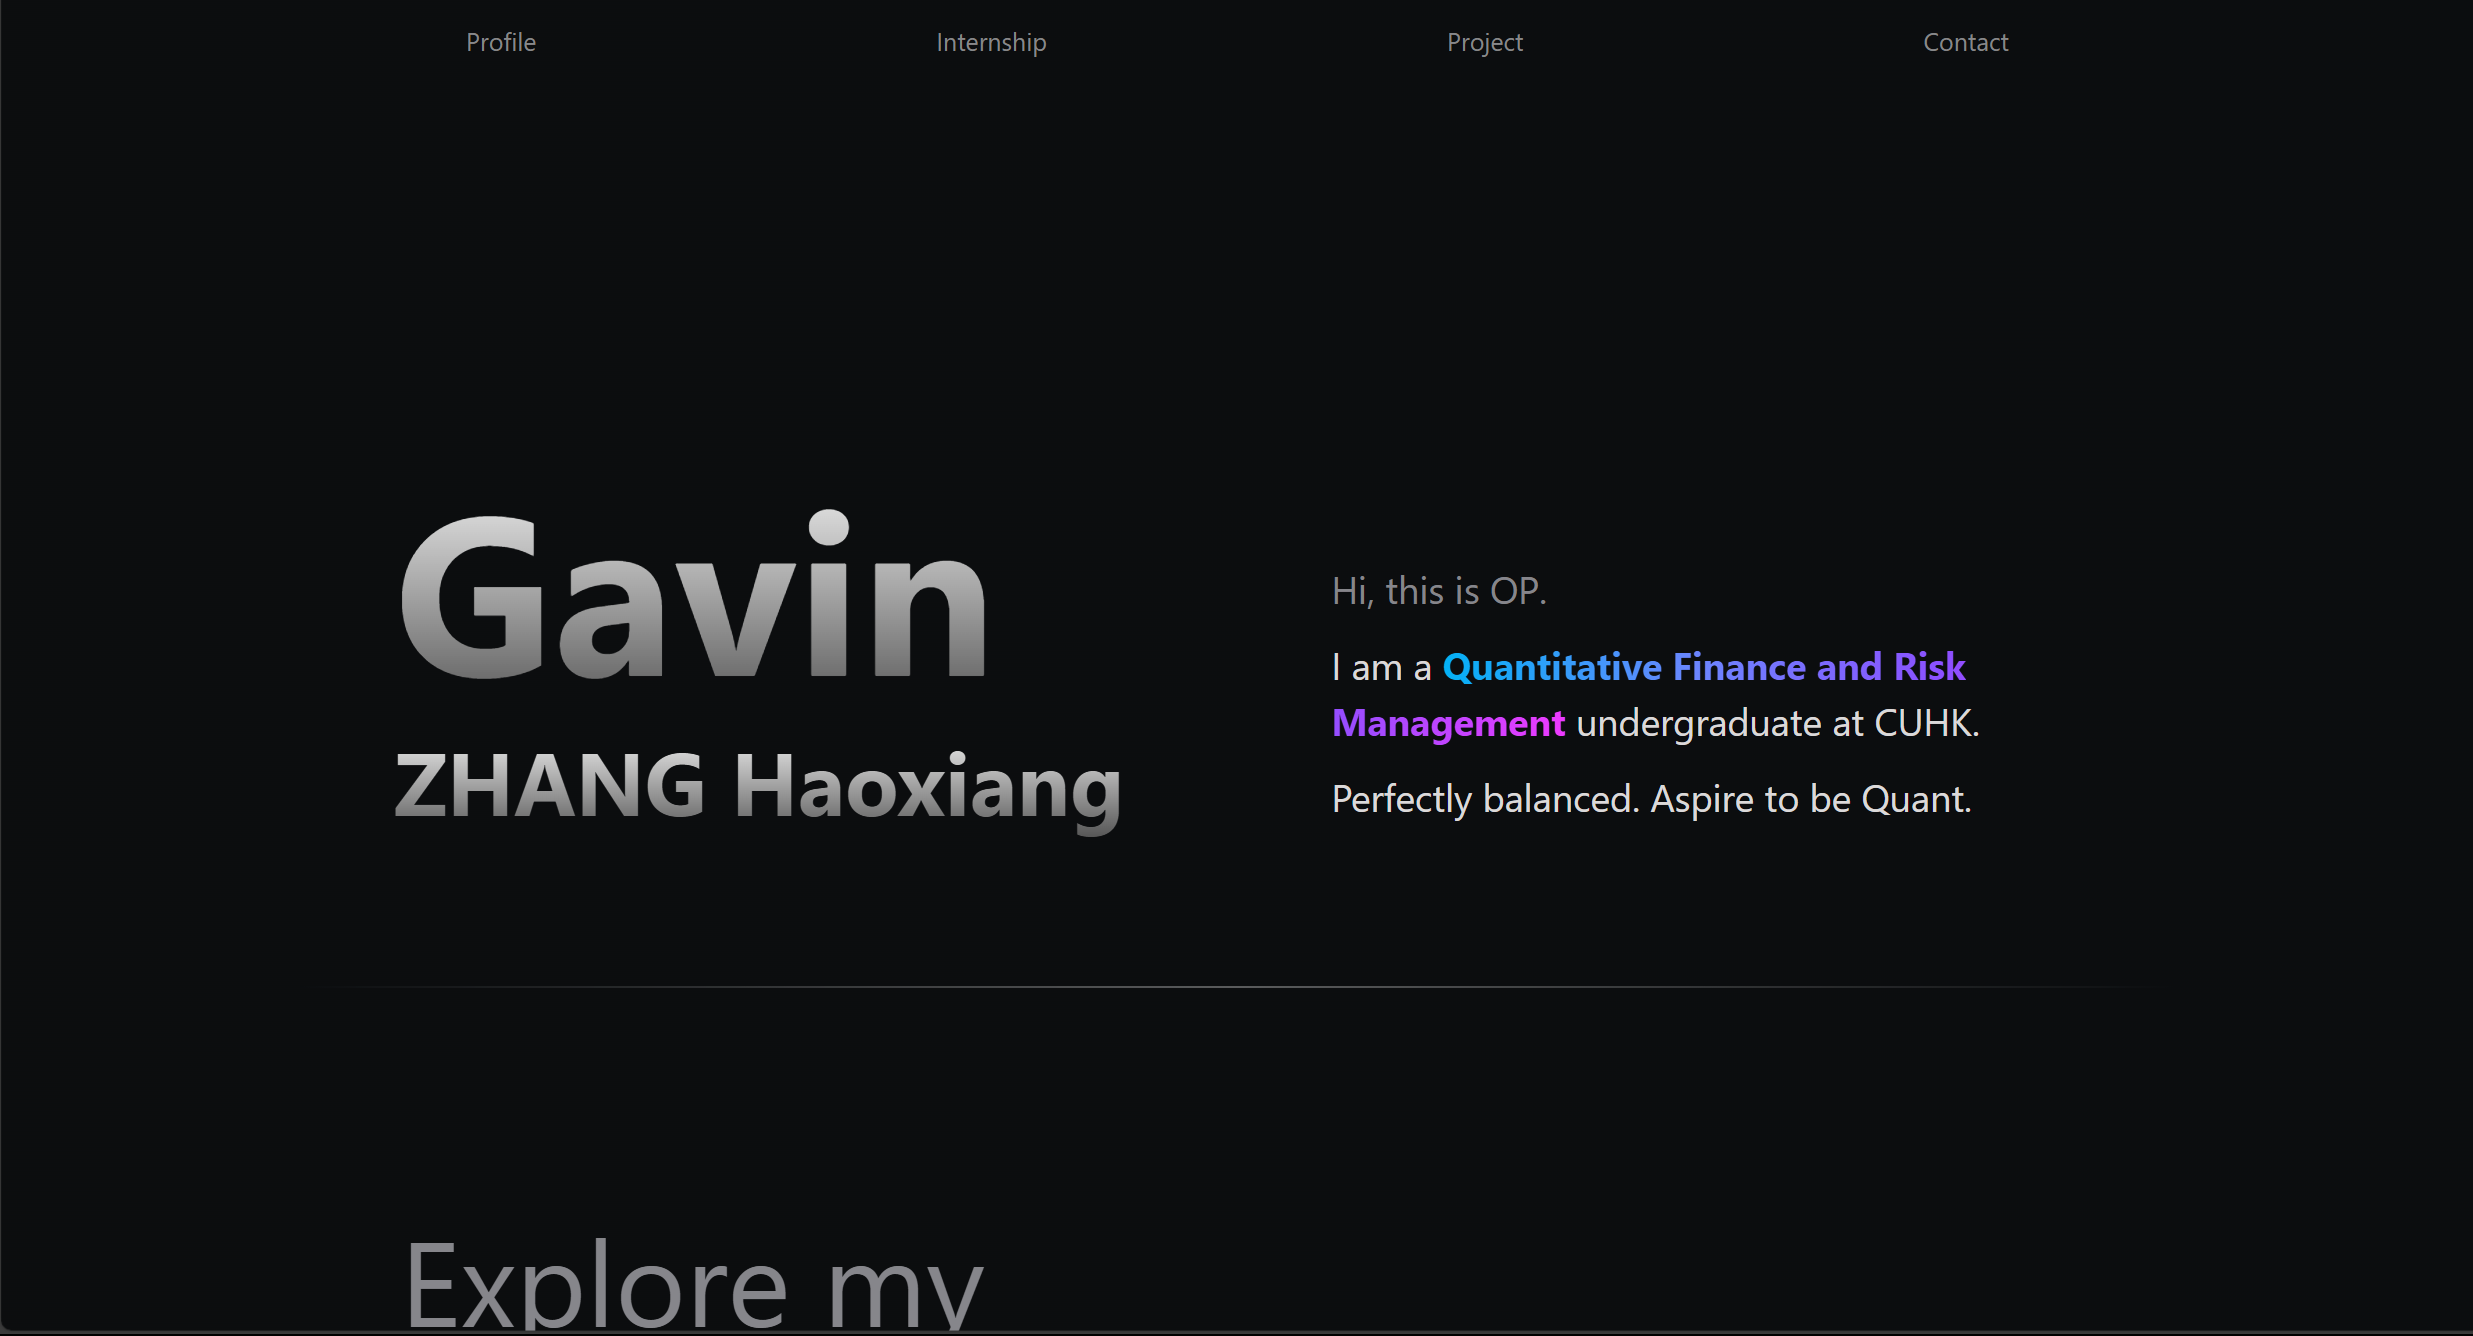 Profile Internship Project Contact
Gavin
ZHANG Haoxiang
Hi, this is OP.
I am a Quantitative Finance and Risk
Management undergraduate at CUHK.
Perfectly balanced. Aspire to be Quant.
Explore my